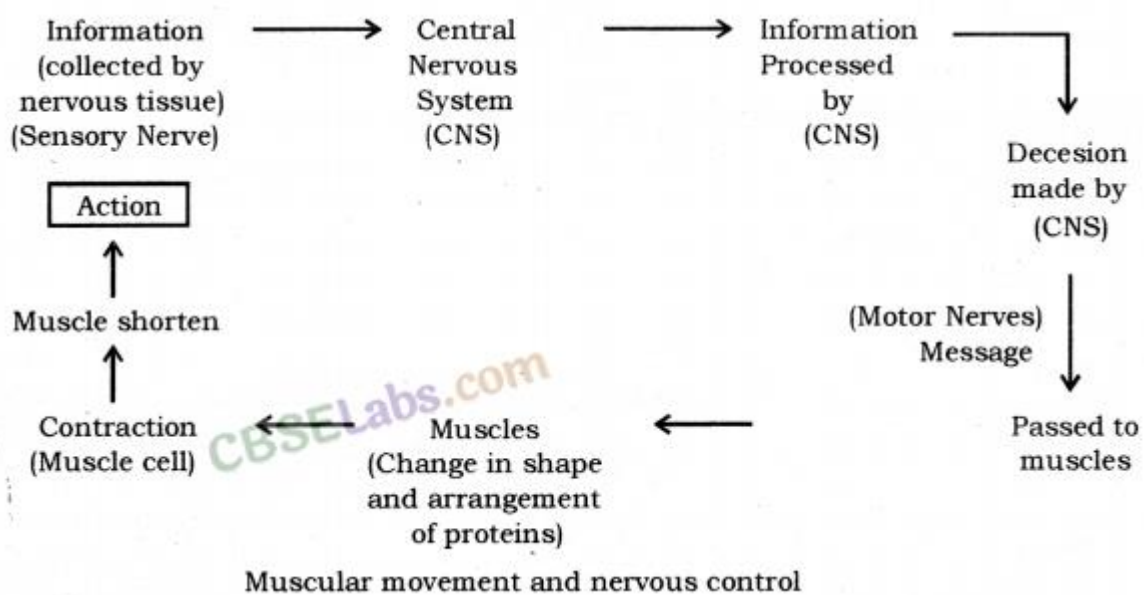 Information
(collected by
nervous tissue)
(Sensory Nerve)
Central
Nervous
System
(CNS)
Information
Processed
by
(CNS)
Decesion
made by
(CNS)
(Motor Nerves)
Message
Passed to
muscles
Muscles
(Change in shape
and arrangement
of proteins)
Contraction
(Muscle cell)
Muscle shorten
Action
CBSELabs.com
Muscular movement and nervous control